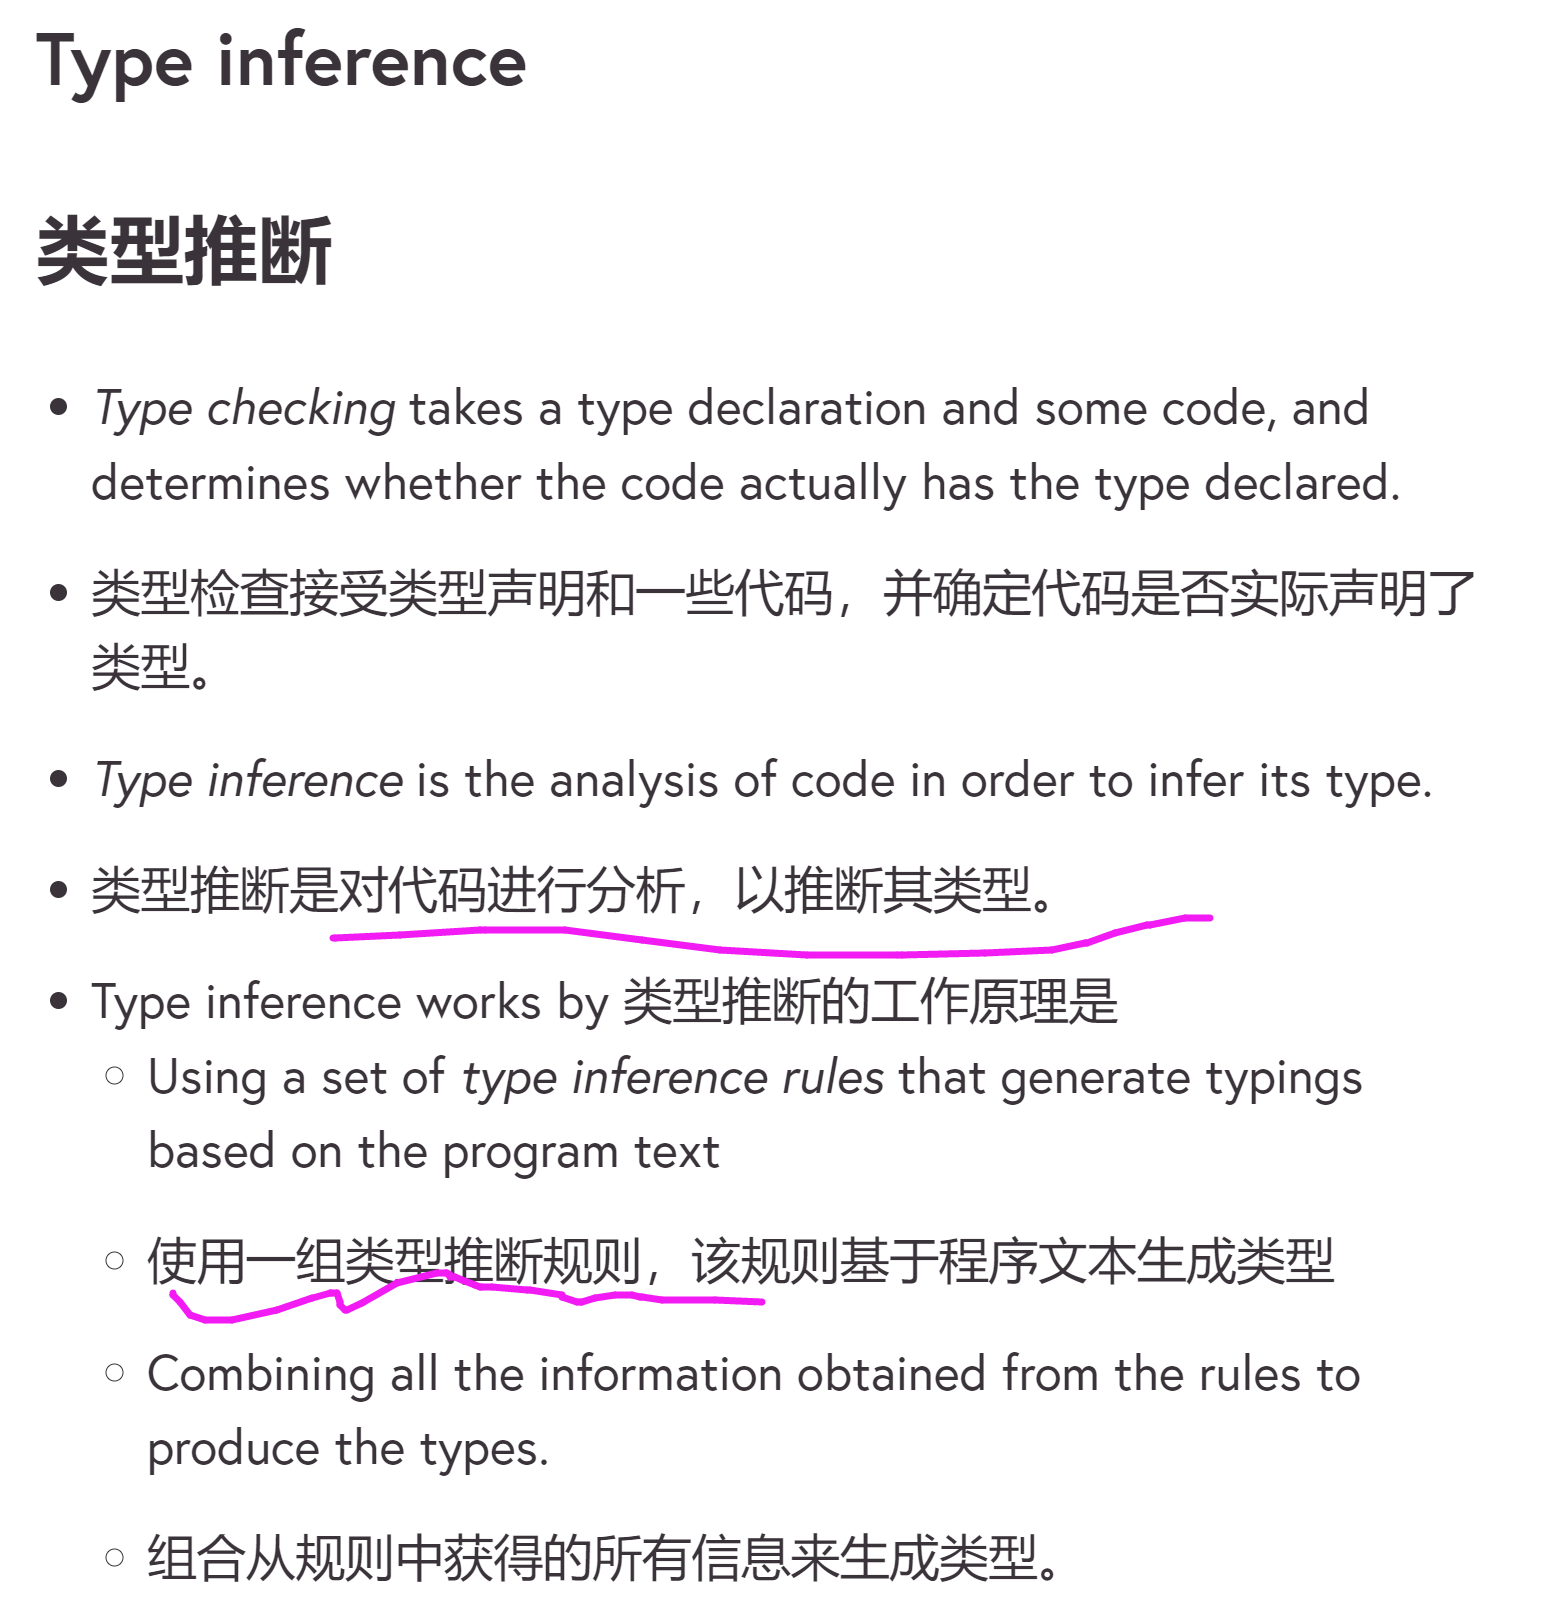 Type inference
类型推断
Type checking takes a type declaration and some code, and
determines whether the code actually has the type declared.
类型检查接受类型声明和一些代码，并确定代码是否实际声明了
类型。
Type inference is the analysis of code in order to infer its type.
类型推断是对代码进行分析，以推断其类型。
Type inference works by 类型推断的工作原理是
Using a set of type inference rules that generate typings
based on the program text
使用一组类型推断规则，该规则基于程序文本生成类型
Combining all the information obtained from the rules to
produce the types.
组合从规则中获得的所有信息来生成类型。